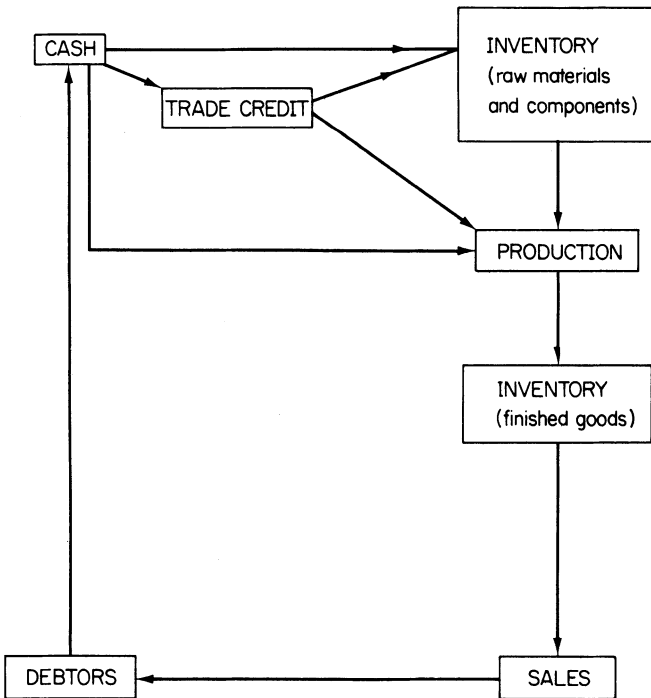 CASH
INVENTORY
(raw materials
and components)
TRADE CREDIT
PRODUCTION
INVENTORY
(finished goods)
DEBTORS
SALES